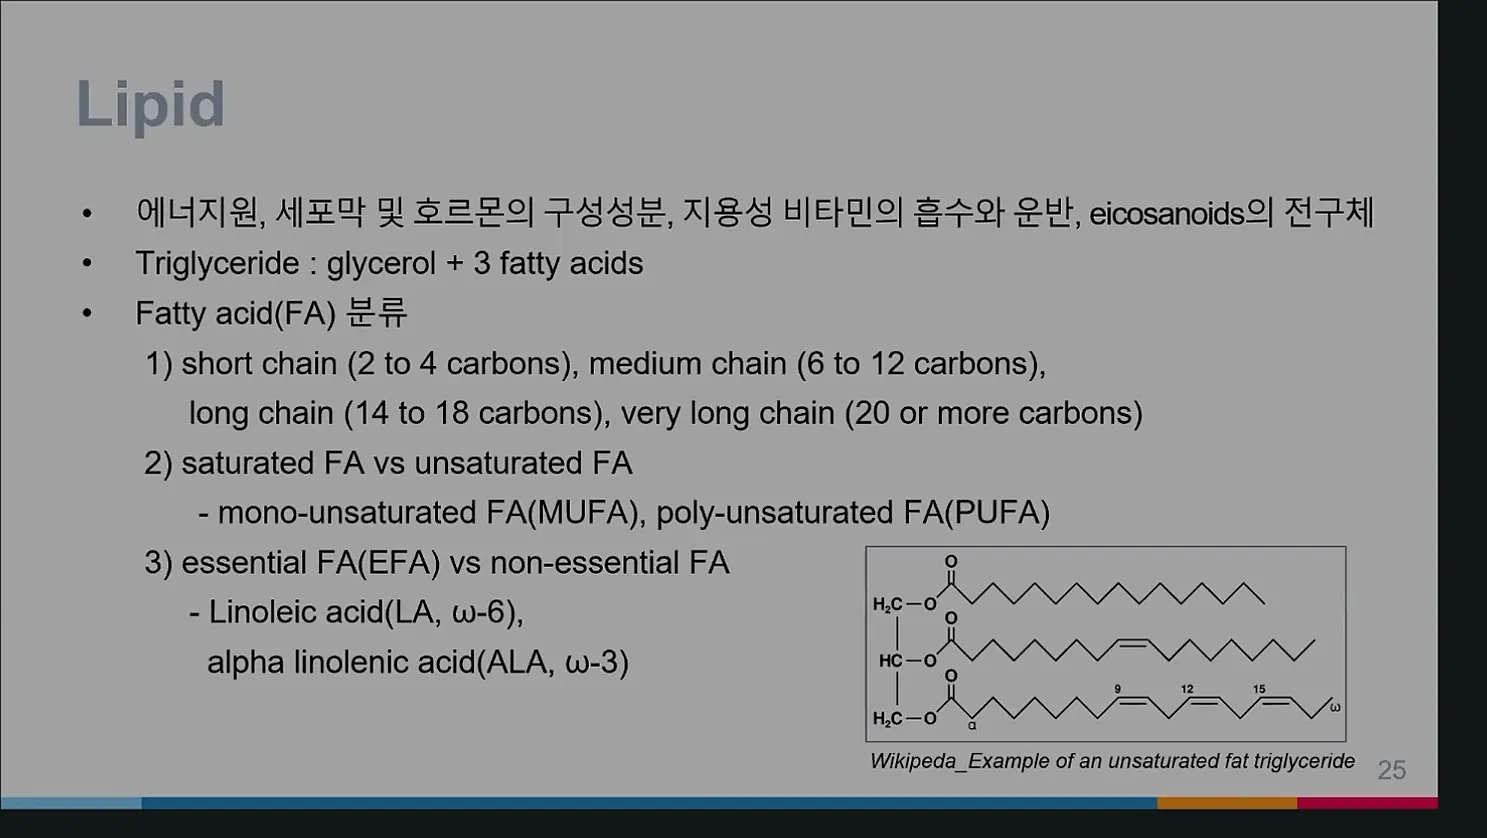 Lipid
• 에너지원, 세포막 및 호르몬의 구성성분, 지용성 비타민의 흡수와 운반, eicosanoids의 전구체
• Triglyceride : glycerol + 3 fatty acids
• Fatty acid(FA) 분류
1) short chain (2 to 4 carbons), medium chain (6 to 12 carbons),
long chain (14 to 18 carbons), very long chain (20 or more carbons)
2) saturated FA vs unsaturated FA
- mono-unsaturated FA(MUFA), poly-unsaturated FA(PUFA)
3) essential FA(EFA) vs non-essential FA
- Linoleic acid(LA, ω-6),
alpha linolenic acid(ALA, ω-3)
O
H₂C—O
O
HC—O
O
9 12 15
H₂C—O
α
ω
Wikipeda_Example of an unsaturated fat triglyceride
25